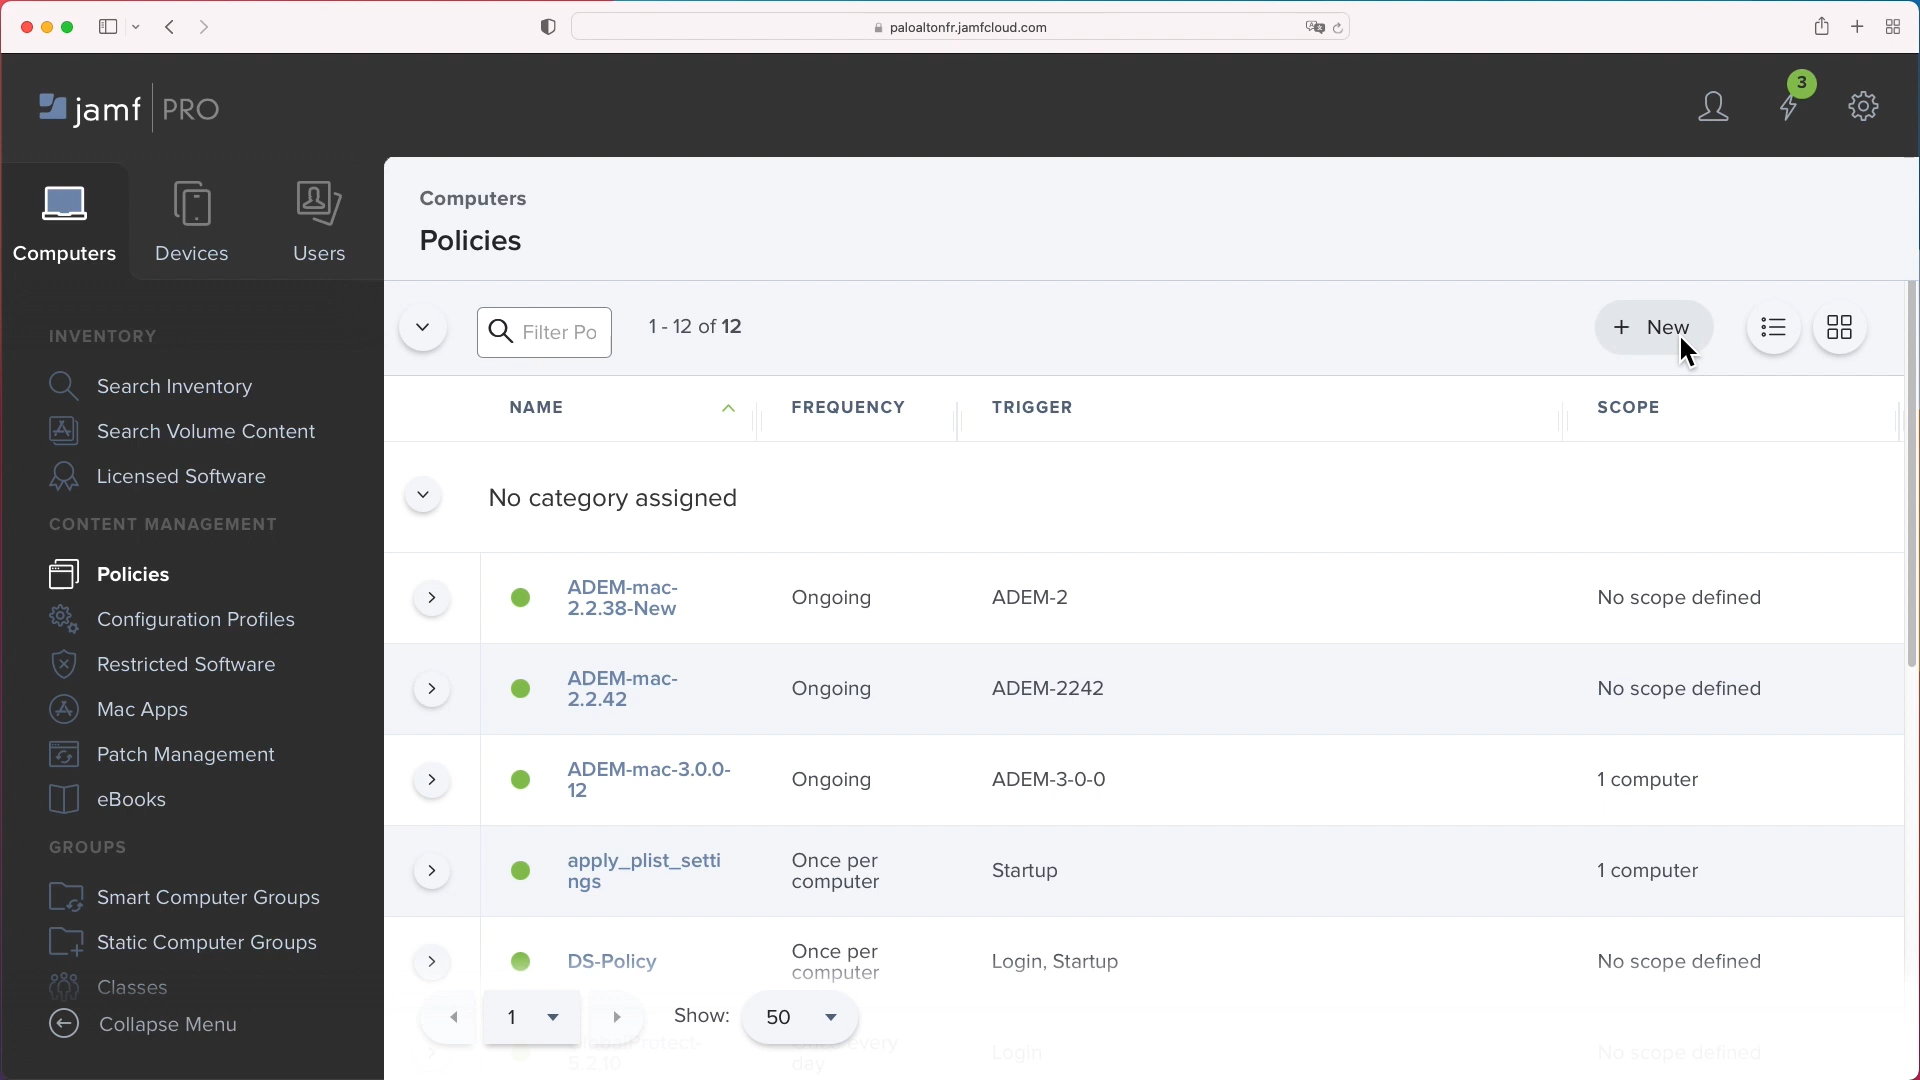 paloaltonfr.jamfcloud.com
jamf PRO
3
Computers
Devices
Users
Computers
Policies
Filter Po
1 - 12 of 12
+ New
INVENTORY
Search Inventory
Search Volume Content
Licensed Software
CONTENT MANAGEMENT
Policies
Configuration Profiles
Restricted Software
Mac Apps
Patch Management
eBooks
GROUPS
Smart Computer Groups
Static Computer Groups
Classes
Collapse Menu
NAME
FREQUENCY
TRIGGER
SCOPE
No category assigned
ADEM-mac-
2.2.38-New
Ongoing
ADEM-2
No scope defined
ADEM-mac-
2.2.42
Ongoing
ADEM-2242
No scope defined
ADEM-mac-3.0.0-
12
Ongoing
ADEM-3-0-0
1 computer
apply_plist_setti
ngs
Once per
computer
Startup
1 computer
DS-Policy
Once per
computer
Login, Startup
No scope defined
1
Show:
50
5.2.10
every
day
Login
No scope defined